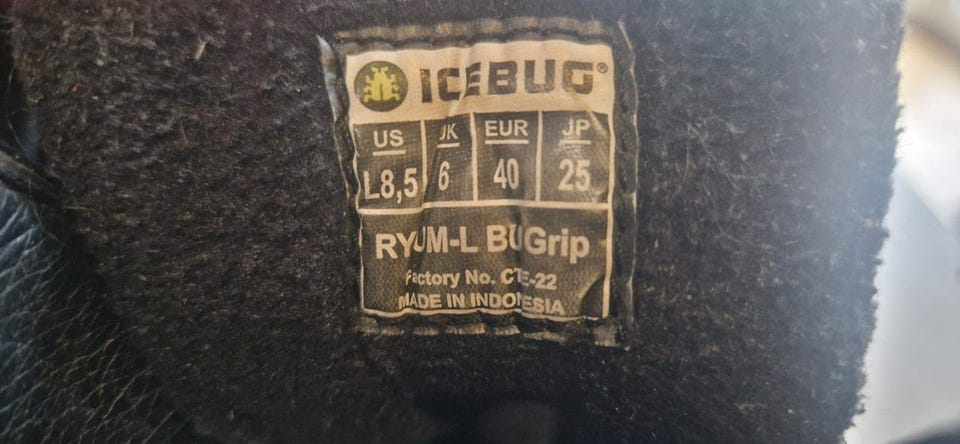 ICEBUG®
US UK EUR JP
L8,5 6 40 25
RYUM-L BUGrip
Factory No. CTE-22
MADE IN INDONESIA